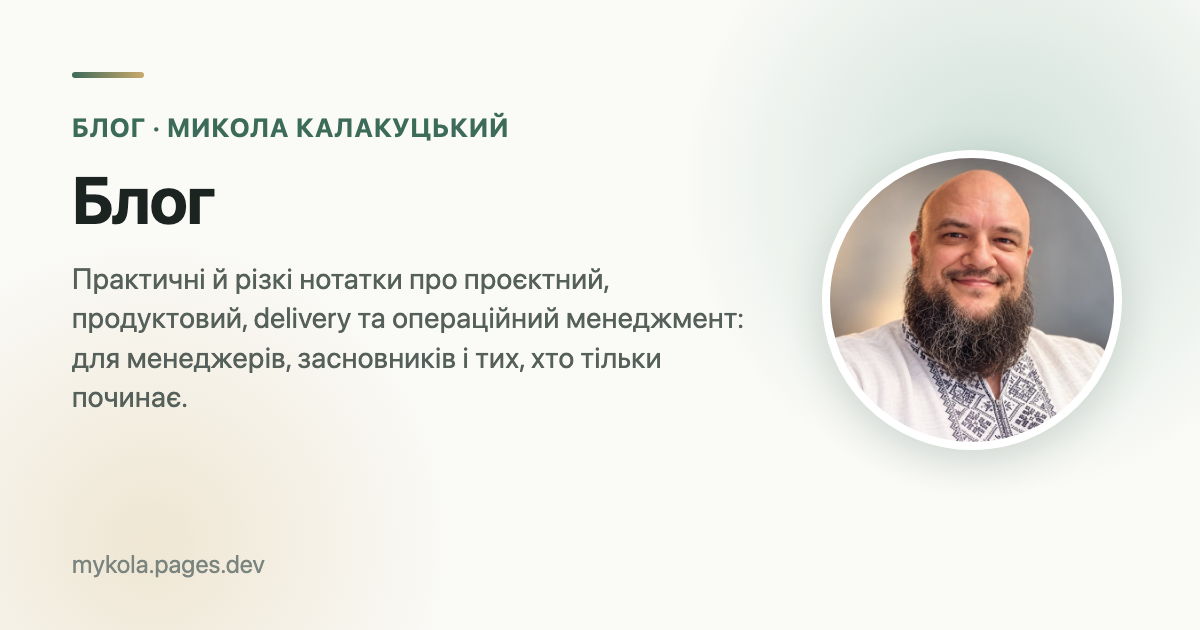 БЛОГ · МИКОЛА КАЛАКУЦЬКИЙ
Блог
Практичні й різкі нотатки про проєктний,
продуктовий, delivery та операційний менеджмент:
для менеджерів, засновників і тих, хто тільки
починає.
mykola.pages.dev